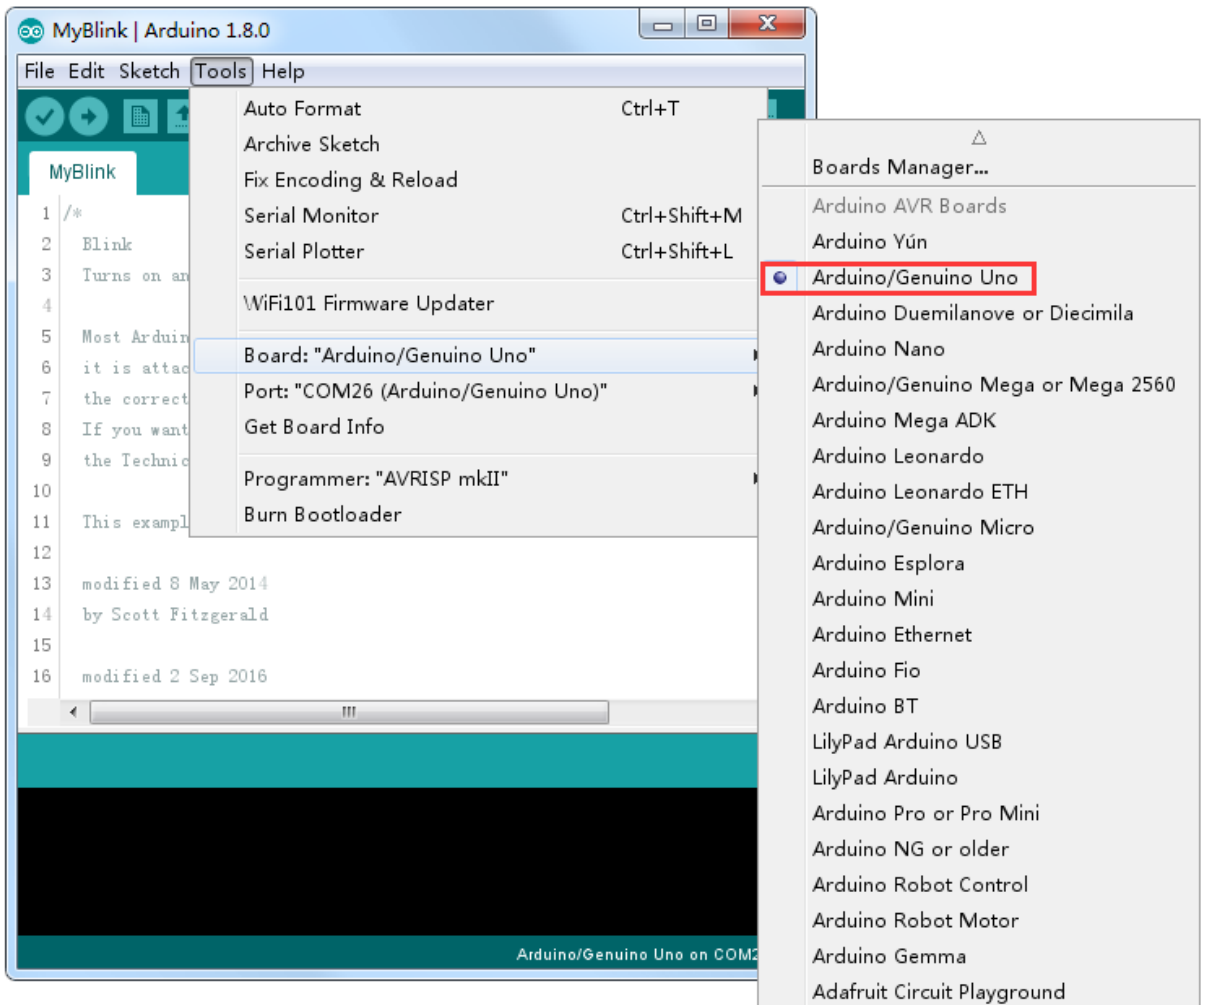 MyBlink | Arduino 1.8.0
File Edit Sketch Tools Help
MyBlink
Auto Format Ctrl+T
Archive Sketch
Fix Encoding & Reload
Serial Monitor Ctrl+Shift+M
Serial Plotter Ctrl+Shift+L
WiFi101 Firmware Updater
Board: "Arduino/Genuino Uno"
Port: "COM26 (Arduino/Genuino Uno)"
Get Board Info
Programmer: "AVRISP mkII"
Burn Bootloader
Boards Manager...
Arduino AVR Boards
Arduino Yún
Arduino/Genuino Uno
Arduino Duemilanove or Diecimila
Arduino Nano
Arduino/Genuino Mega or Mega 2560
Arduino Mega ADK
Arduino Leonardo
Arduino Leonardo ETH
Arduino/Genuino Micro
Arduino Esplora
Arduino Mini
Arduino Ethernet
Arduino Fio
Arduino BT
LilyPad Arduino USB
LilyPad Arduino
Arduino Pro or Pro Mini
Arduino NG or older
Arduino Robot Control
Arduino Robot Motor
Arduino Gemma
Adafruit Circuit Playground
1 /*
2 Blink
3 Turns on an
4
5 Most Arduin
6 it is attac
7 the correct
8 If you want
9 the Technic
10
11 This exampl
12
13 modified 8 May 2014
14 by Scott Fitzgerald
15
16 modified 2 Sep 2016
Arduino/Genuino Uno on COM2